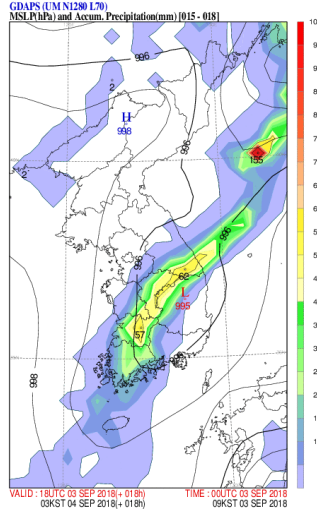 GDAPS (UM N1280 L70)
MSLP(hPa) and Accum. Precipitation(mm) [015 - 018]
996
2
H
998
996
155
2
996
996
62
L
995
57
998
VALID : 18UTC 03 SEP 2018(+ 018h) TIME : 00UTC 03 SEP 2018
03KST 04 SEP 2018(+ 018h) 09KST 03 SEP 2018